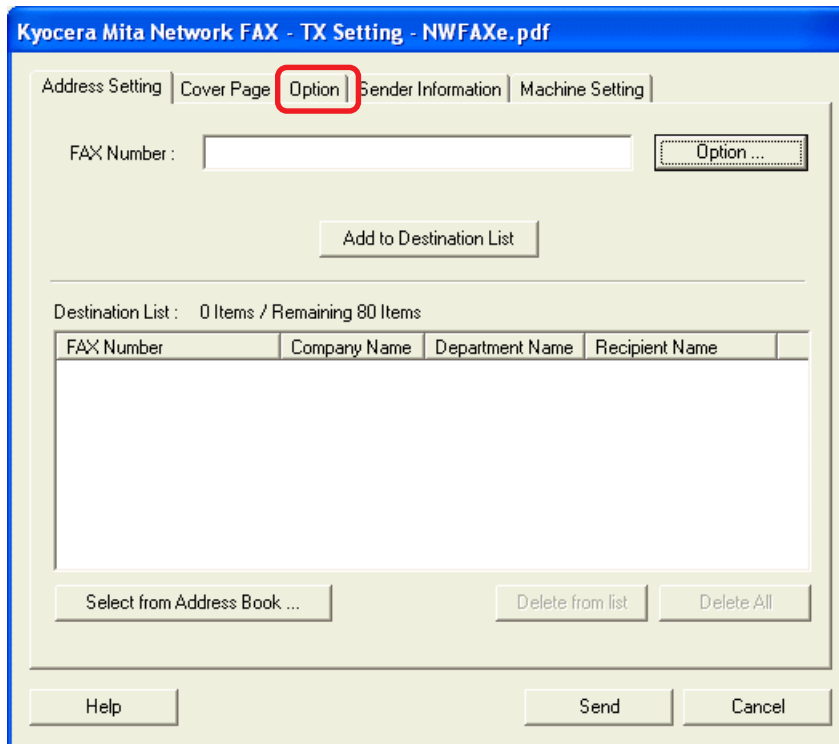 Kyocera Mita Network FAX - TX Setting - NWFAXe.pdf
Address Setting Cover Page Option Sender Information Machine Setting
FAX Number : Option ...
Add to Destination List
Destination List : 0 Items / Remaining 80 Items
FAX Number Company Name Department Name Recipient Name
Select from Address Book ... Delete from list Delete All
Help Send Cancel